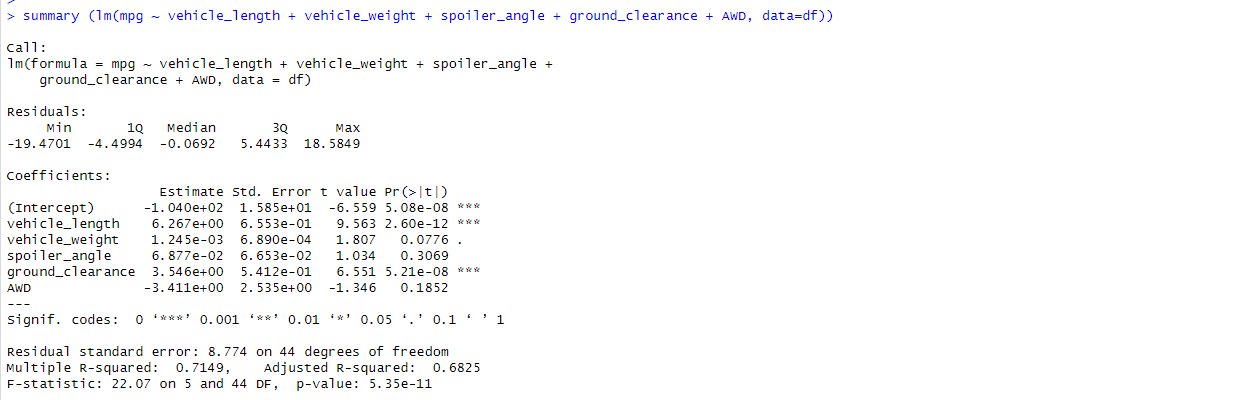 >
> summary (lm(mpg ~ vehicle_length + vehicle_weight + spoiler_angle + ground_clearance + AWD, data=df))
Call:
lm(formula = mpg ~ vehicle_length + vehicle_weight + spoiler_angle +
    ground_clearance + AWD, data = df)
Residuals:
     Min       1Q   Median       3Q      Max
-19.4701  -4.4994  -0.0692   5.4433  18.5849
Coefficients:
                   Estimate Std. Error t value Pr(>|t|)
(Intercept)      -1.040e+02  1.585e+01  -6.559 5.08e-08 ***
vehicle_length    6.267e+00  6.553e-01   9.563 2.60e-12 ***
vehicle_weight    1.245e-03  6.890e-04   1.807   0.0776 .
spoiler_angle     6.877e-02  6.653e-02   1.034   0.3069
ground_clearance  3.546e+00  5.412e-01   6.551 5.21e-08 ***
AWD              -3.411e+00  2.535e+00  -1.346   0.1852
---
Signif. codes:  0 ‘***’ 0.001 ‘**’ 0.01 ‘*’ 0.05 ‘.’ 0.1 ‘ ’ 1
Residual standard error: 8.774 on 44 degrees of freedom
Multiple R-squared:  0.7149,    Adjusted R-squared:  0.6825
F-statistic: 22.07 on 5 and 44 DF,  p-value: 5.35e-11